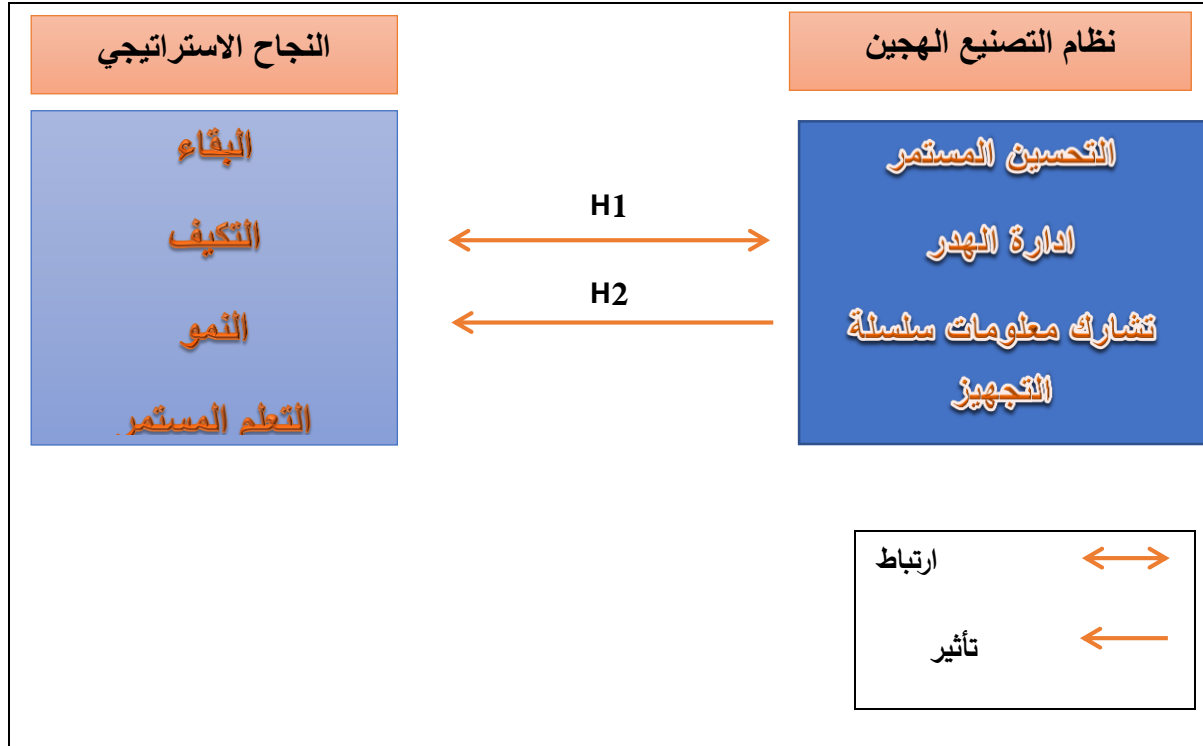 نظام التصنيع الهجين
التحسين المستمر
ادارة الهدر
تشارك معلومات سلسلة
التجهيز
H1
H2
النجاح الاستراتيجي
البقاء
التكيف
النمو
التعلم المستمر
ارتباط
تأثير